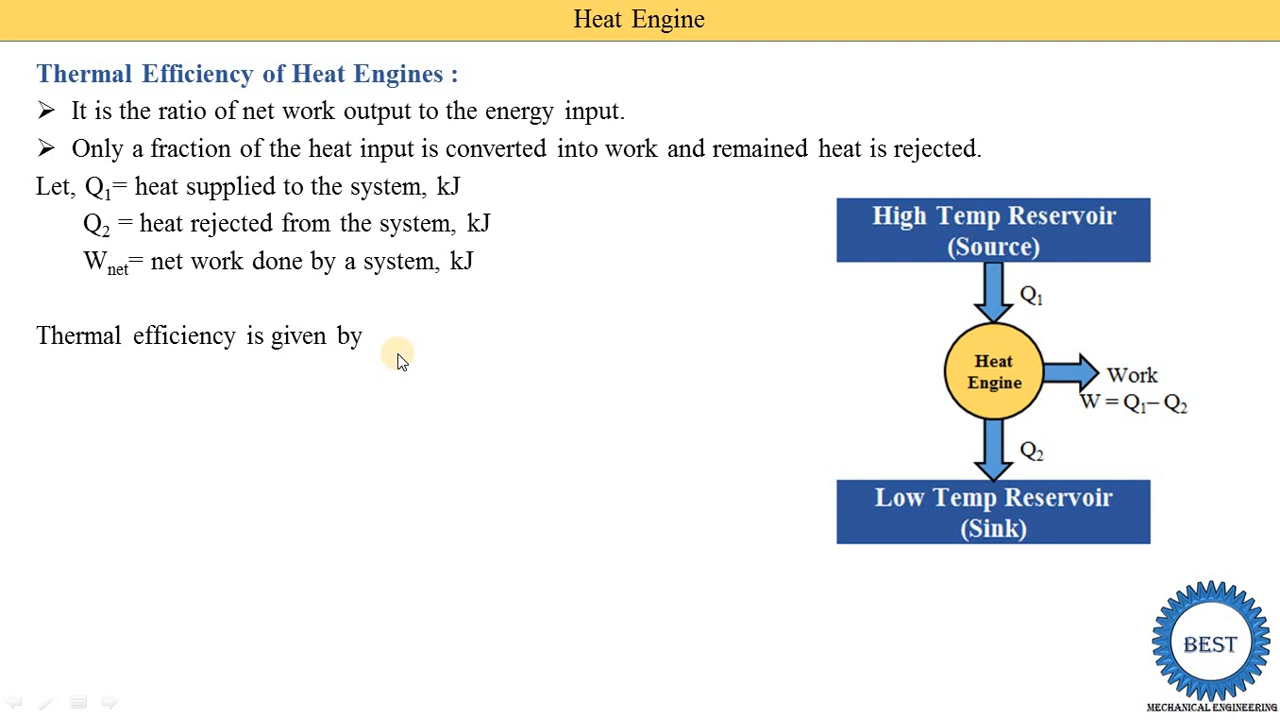 Heat Engine
Thermal Efficiency of Heat Engines :
➤ It is the ratio of net work output to the energy input.
➤ Only a fraction of the heat input is converted into work and remained heat is rejected.
Let, Q₁= heat supplied to the system, kJ
Q₂ = heat rejected from the system, kJ
Wnet= net work done by a system, kJ
Thermal efficiency is given by
High Temp Reservoir
(Source)
Q₁
Heat
Engine
Work
W = Q₁– Q₂
Q₂
Low Temp Reservoir
(Sink)
BEST
MECHANICAL ENGINEERING